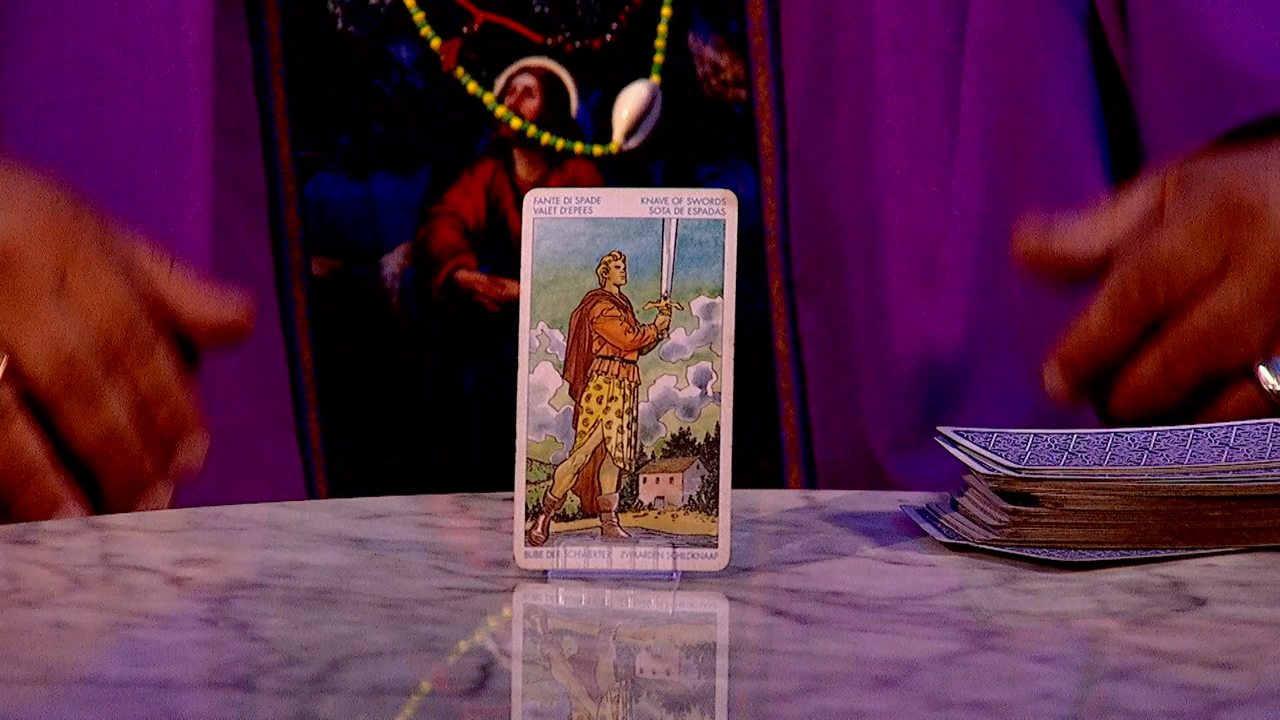 FANTE DI SPADE
VALET D'EPEES
KNAVE OF SWORDS
SOTA DE ESPADAS
BUBE DER SCHWERTER
ZWAARDEN SCHILDKNAAP